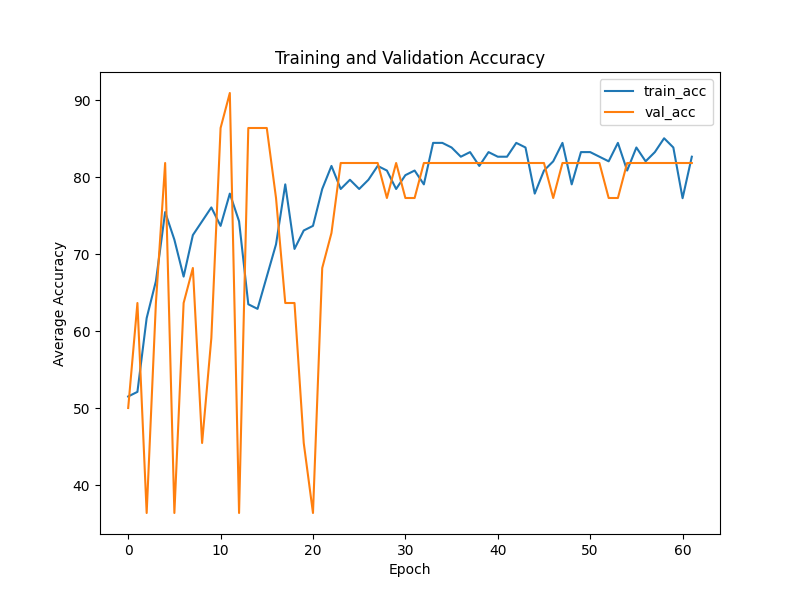 Training and Validation Accuracy
train_acc
val_acc
Average Accuracy
90
80
70
60
50
40
0
10
20
30
40
50
60
Epoch